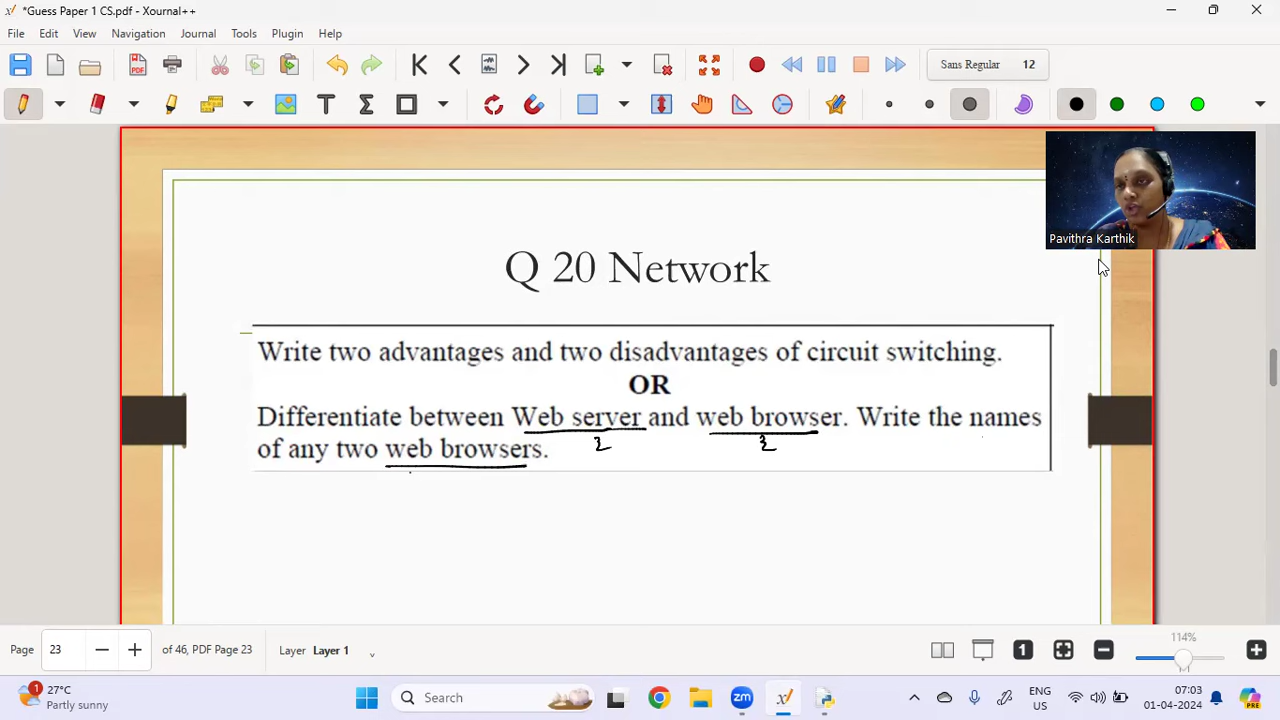 *Guess Paper 1 CS.pdf - Xournal++
File Edit View Navigation Journal Tools Plugin Help
Sans Regular 12
Pavithra Karthik
Q 20 Network
Write two advantages and two disadvantages of circuit switching.
OR
Differentiate between Web server and web browser. Write the names
of any two web browsers.
Page 23 of 46, PDF Page 23 Layer Layer 1 114%
1
27°C
Partly sunny
Search
ENG
US
07:03
01-04-2024
PRE